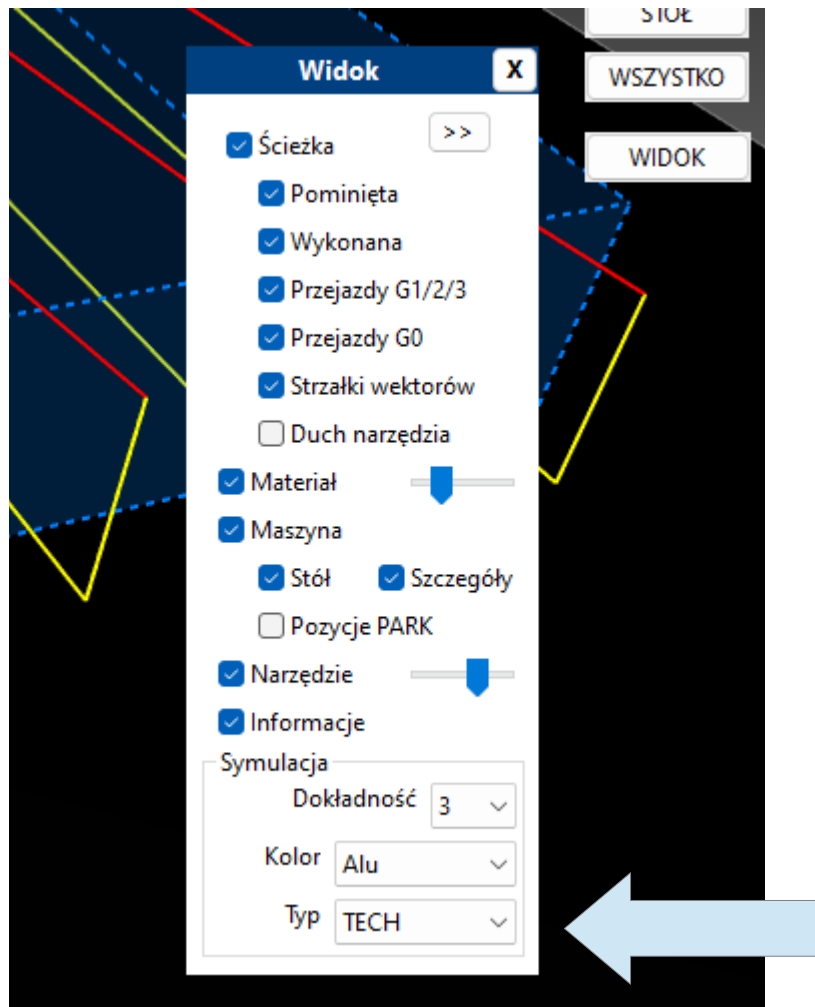 STÓŁ
Widok X
WSZYSTKO
Ścieżka >>
WIDOK
Pominięta
Wykonana
Przejazdy G1/2/3
Przejazdy G0
Strzałki wektorów
Duch narzędzia
Materiał
Maszyna
Stół Szczegóły
Pozycje PARK
Narzędzie
Informacje
Symulacja
Dokładność 3
Kolor Alu
Typ TECH